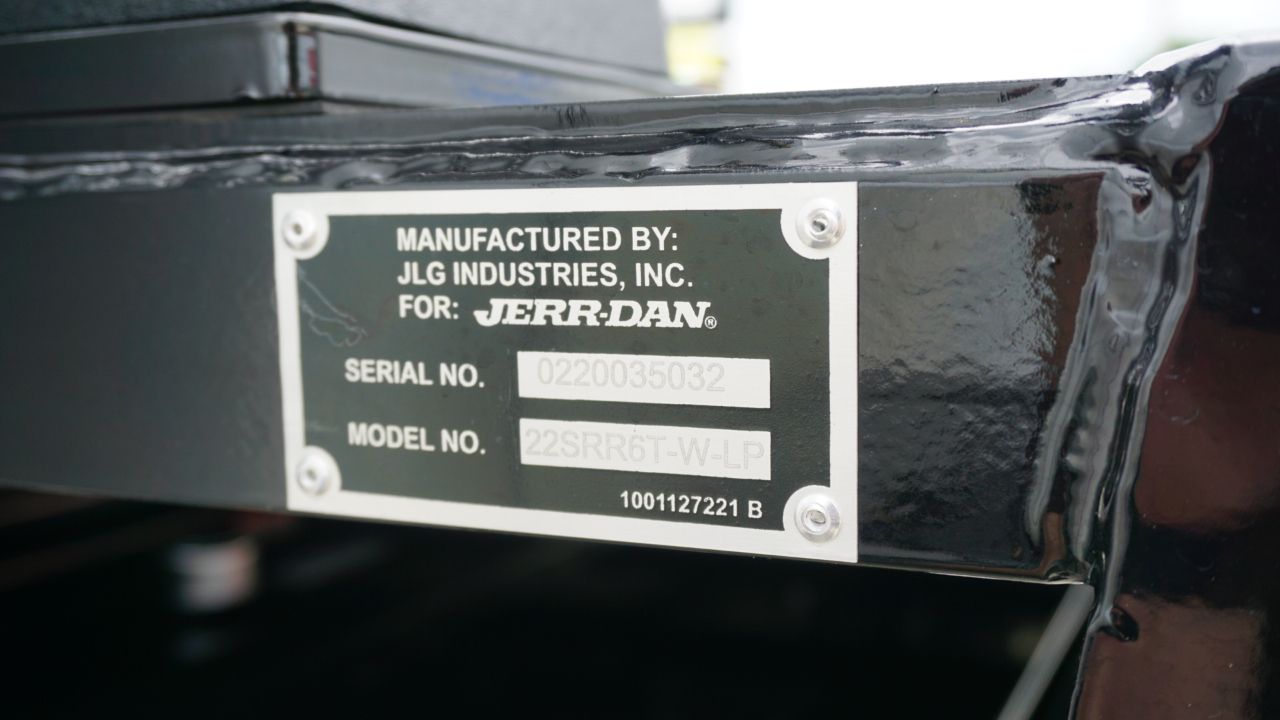 MANUFACTURED BY:
JLG INDUSTRIES, INC.
FOR: JERR-DAN®
SERIAL NO. 0220035032
MODEL NO. 22SRR6T-W-LP
1001127221 B